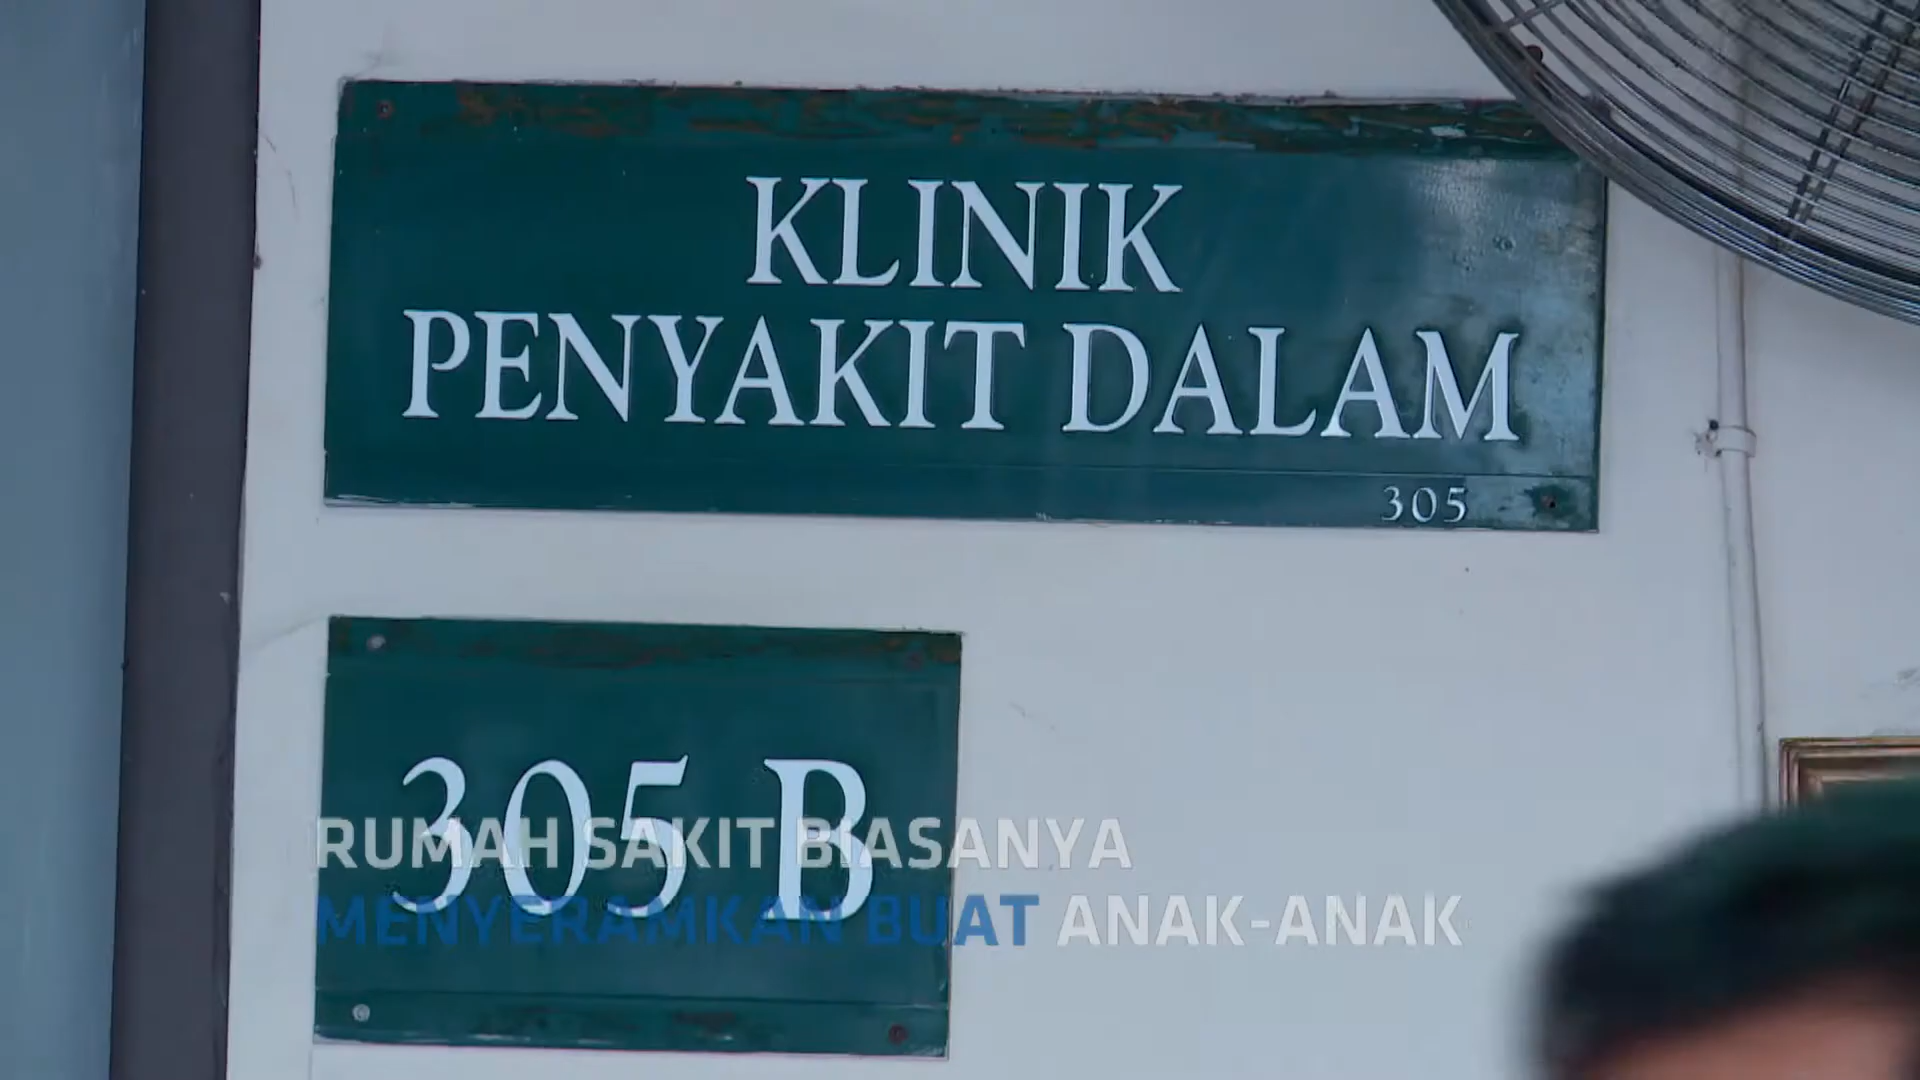 KLINIK
PENYAKIT DALAM
305
305 B
RUMAH SAKIT BIASANYA
MENYERAMKAN BUAT ANAK-ANAK